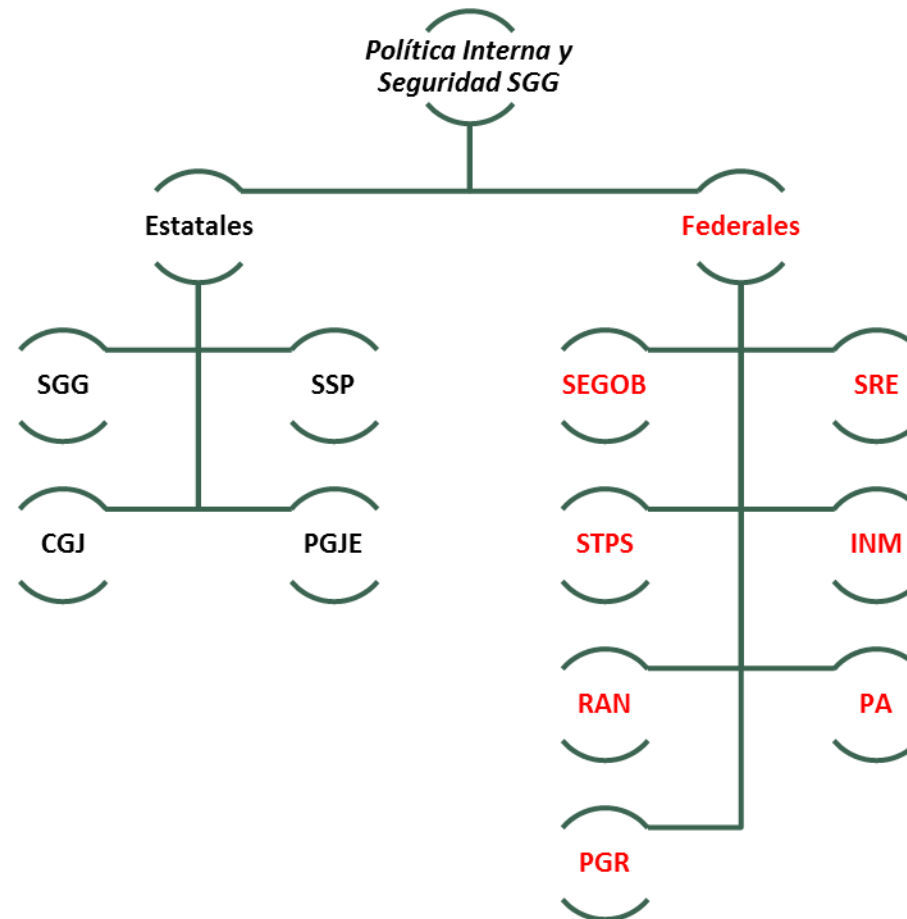 Política Interna y
Seguridad SGG
Estatales
Federales
SGG
SSP
SEGOB
SRE
CGJ
PGJE
STPS
INM
RAN
PA
PGR